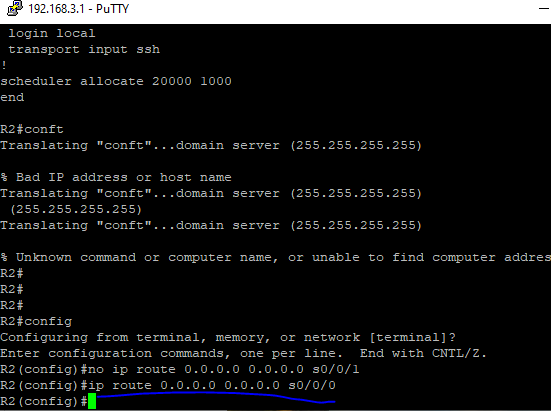 192.168.3.1 - PuTTY
login local
transport input ssh
!
scheduler allocate 20000 1000
end
R2#conft
Translating "conft"...domain server (255.255.255.255)
% Bad IP address or host name
Translating "conft"...domain server (255.255.255.255)
(255.255.255.255)
Translating "conft"...domain server (255.255.255.255)
% Unknown command or computer name, or unable to find computer addres
R2#
R2#
R2#
R2#config
Configuring from terminal, memory, or network [terminal]?
Enter configuration commands, one per line.  End with CNTL/Z.
R2(config)#no ip route 0.0.0.0 0.0.0.0 s0/0/1
R2(config)#ip route 0.0.0.0 0.0.0.0 s0/0/0
R2(config)#